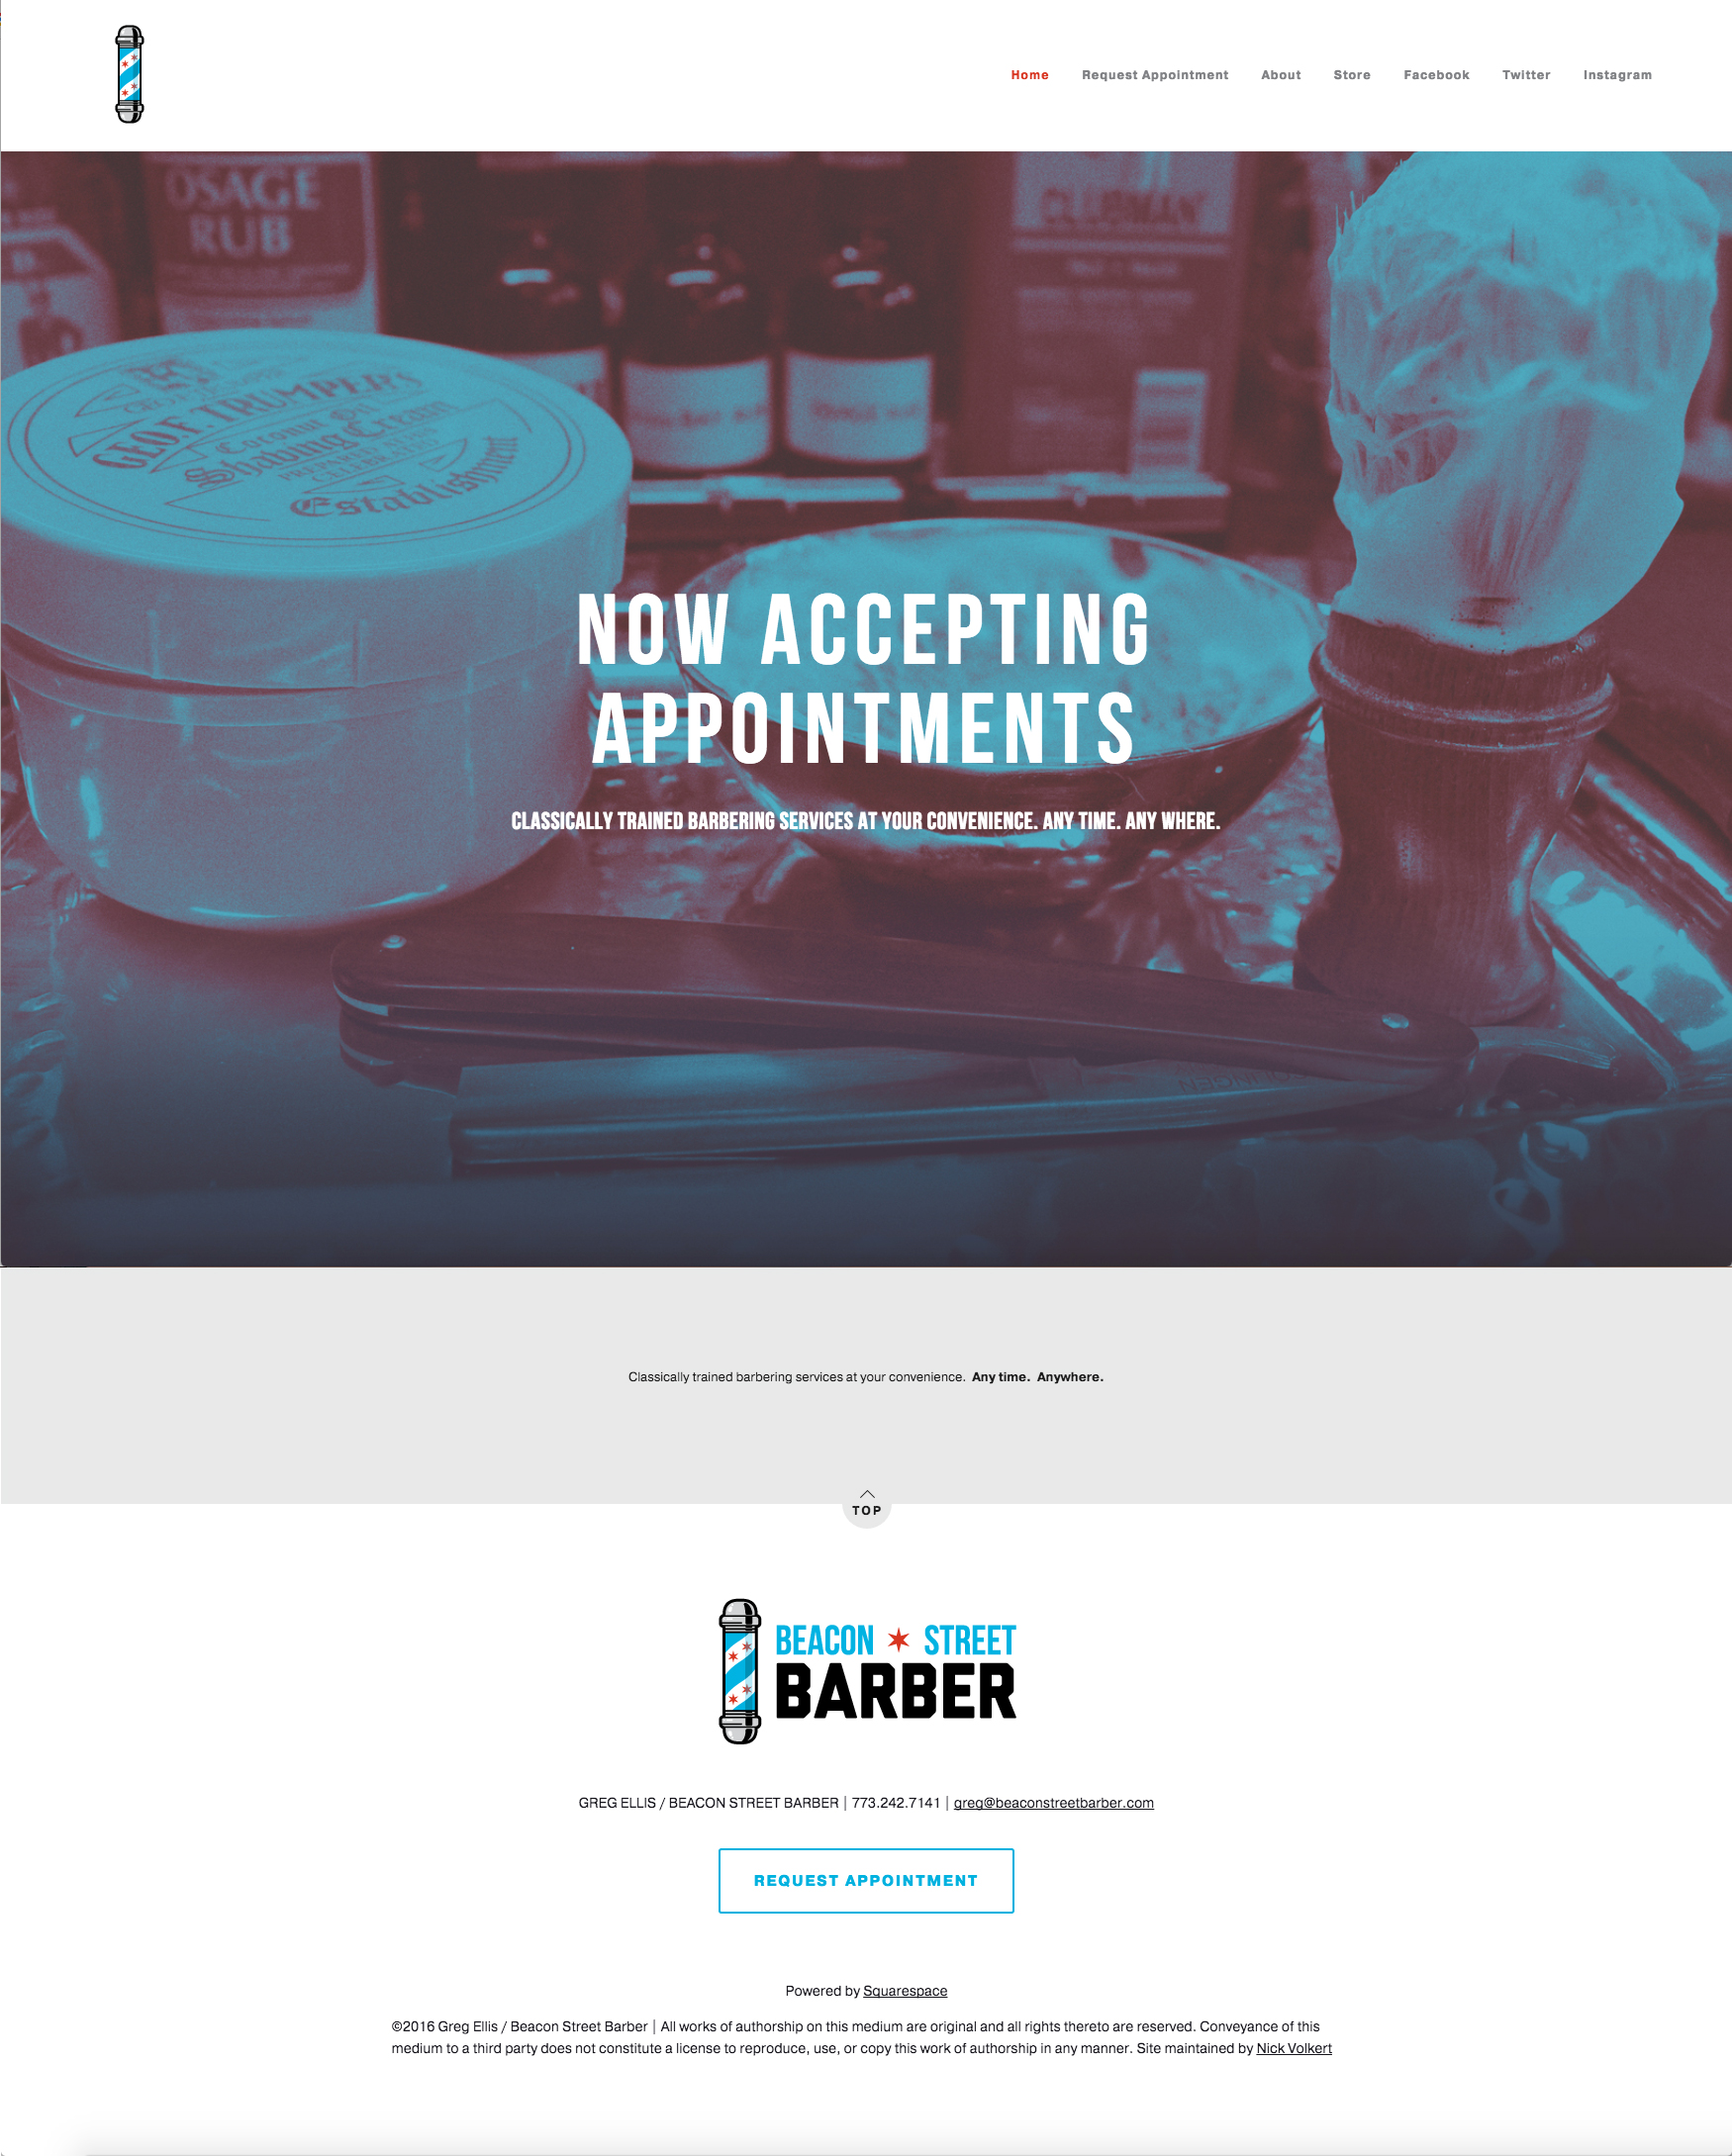 Home Request Appointment About Store Facebook Twitter Instagram
OSAGE
RUB
GEO.F. TRUMPER'S
Coconut Oil
Shaving Cream
Establishment
NOW ACCEPTING
APPOINTMENTS
CLASSICALLY TRAINED BARBERING SERVICES AT YOUR CONVENIENCE. ANY TIME. ANY WHERE.
Classically trained barbering services at your convenience. Any time. Anywhere.
TOP
BEACON STREET
BARBER
GREG ELLIS / BEACON STREET BARBER | 773.242.7141 | greg@beaconstreetbarber.com
REQUEST APPOINTMENT
Powered by Squarespace
©2016 Greg Ellis / Beacon Street Barber | All works of authorship on this medium are original and all rights thereto are reserved. Conveyance of this
medium to a third party does not constitute a license to reproduce, use, or copy this work of authorship in any manner. Site maintained by Nick Volkert